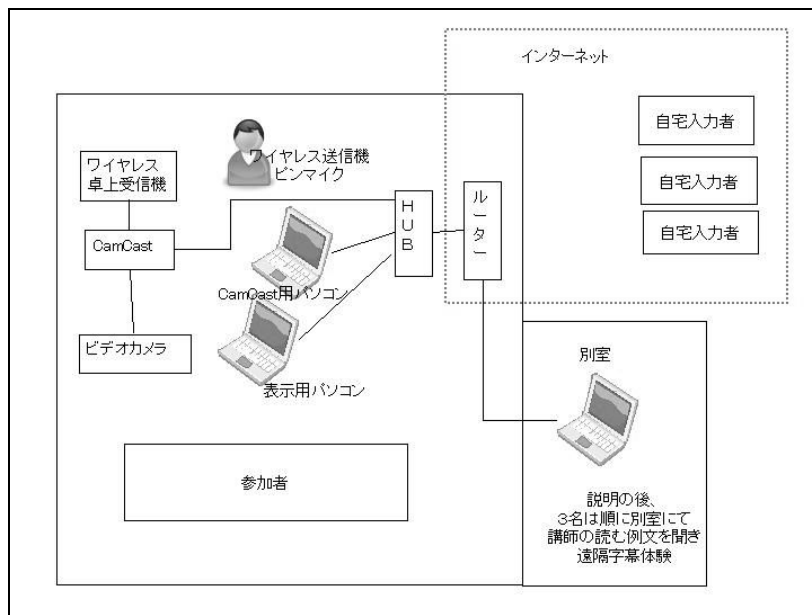 インターネット
自宅入力者
自宅入力者
自宅入力者
ワイヤレス送信機
ピンマイク
ワイヤレス
卓上受信機
CamCast
ビデオカメラ
HUB
ルーター
CamCast用パソコン
表示用パソコン
参加者
別室
説明の後、
3名は順に別室にて
講師の読む例文を聞き
遠隔字幕体験